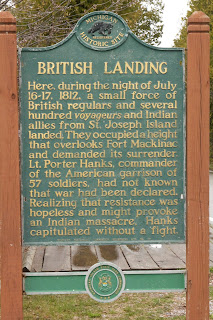 MICHIGAN
HISTORIC SITE
BRITISH LANDING
Here, during the night of July
16-17, 1812, a small force of
British regulars and several
hundred voyageurs and Indian
allies from St. Joseph Island
landed. They occupied a height
that overlooks Fort Mackinac
and demanded its surrender.
Lt. Porter Hanks, commander
of the American garrison of
57 soldiers, had not known
that war had been declared.
Realizing that resistance was
hopeless and might provoke
an Indian massacre, Hanks
capitulated without a fight.